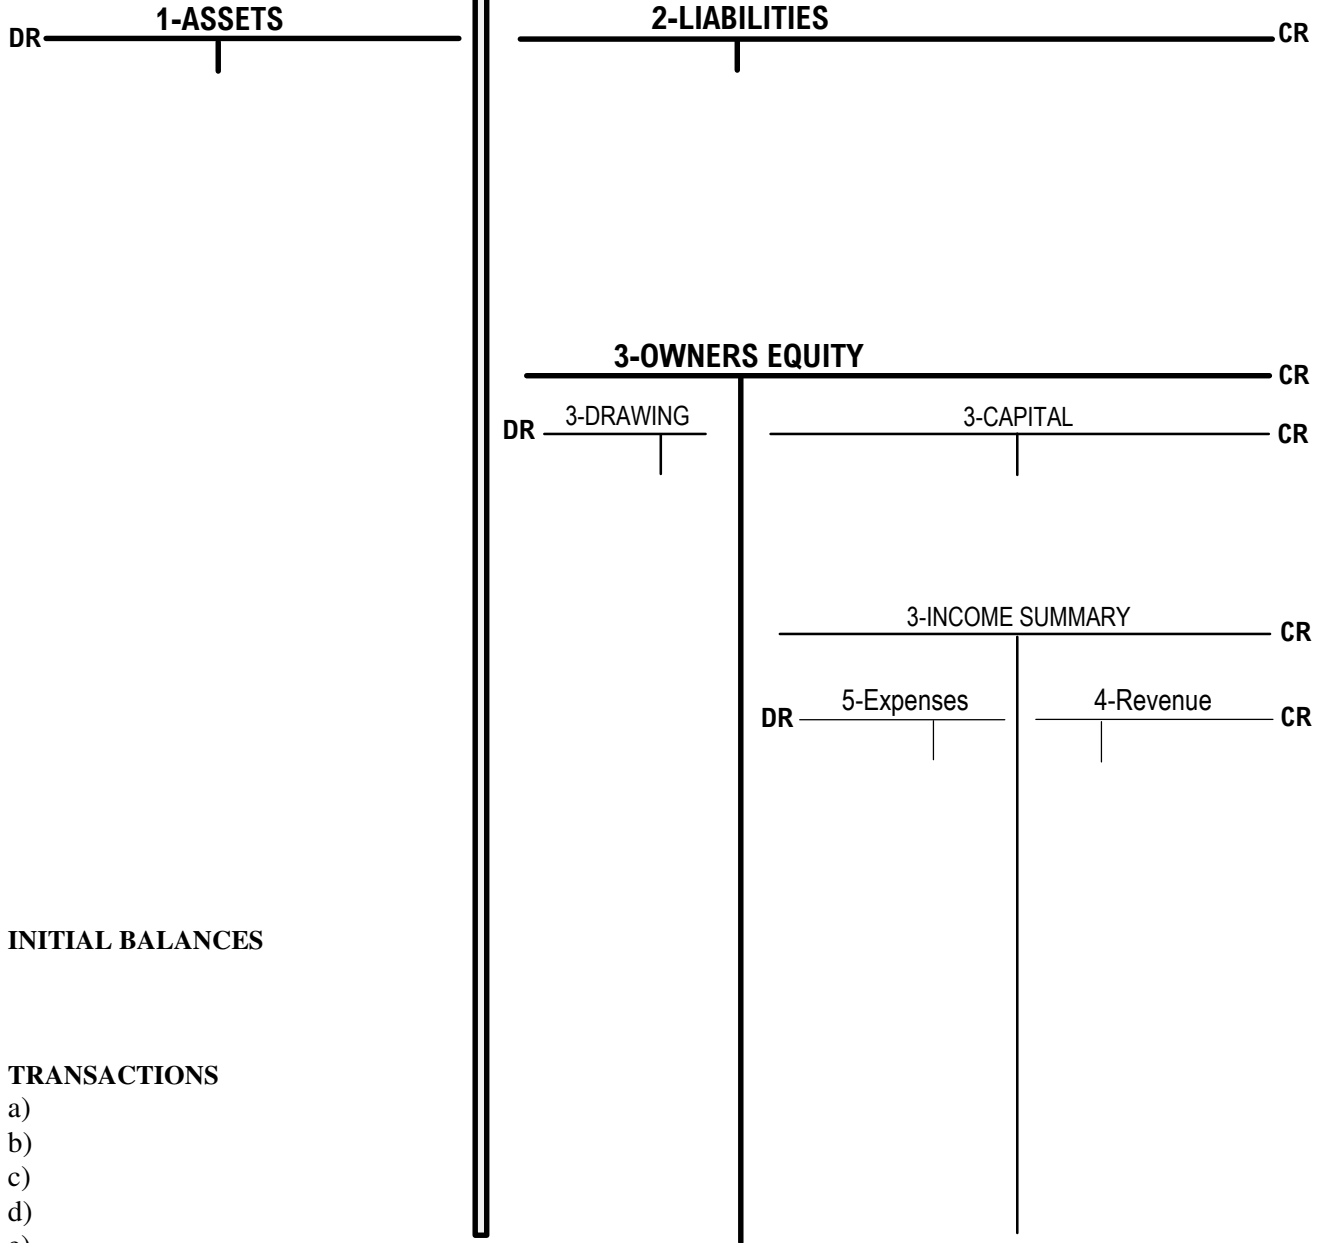 1-ASSETS
DR
2-LIABILITIES
CR
3-OWNERS EQUITY
CR
DR 3-DRAWING
3-CAPITAL CR
3-INCOME SUMMARY CR
DR 5-Expenses
4-Revenue CR
INITIAL BALANCES
TRANSACTIONS
a)
b)
c)
d)